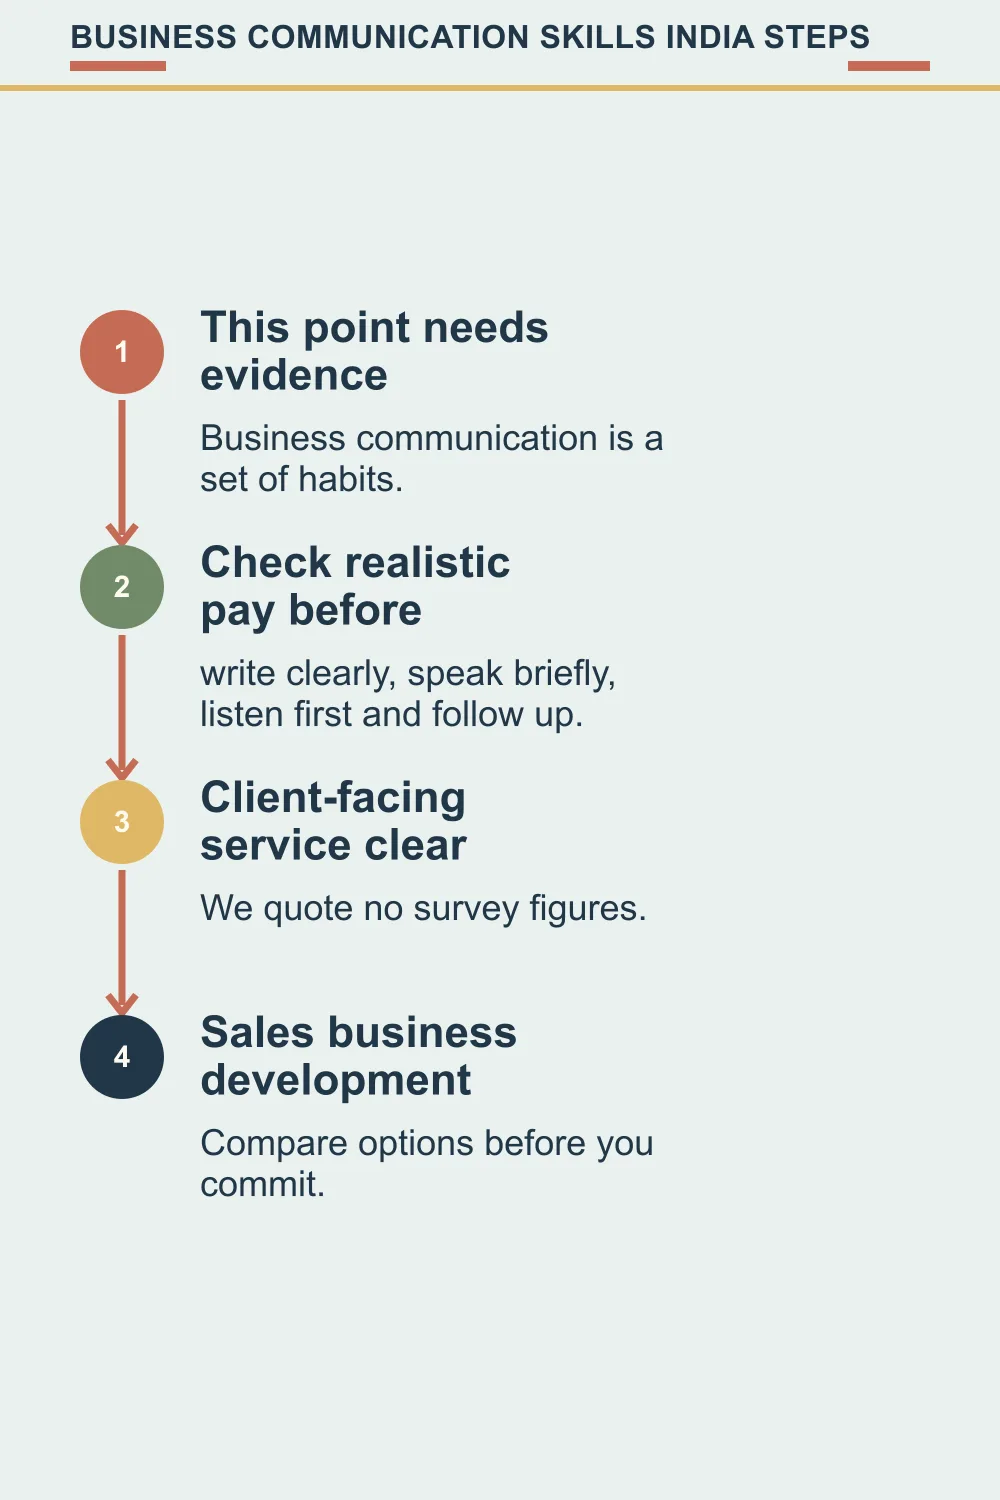 BUSINESS COMMUNICATION SKILLS INDIA STEPS
1
This point needs
evidence
Business communication is a
set of habits.
2
Check realistic
pay before
write clearly, speak briefly,
listen first and follow up.
3
Client-facing
service clear
We quote no survey figures.
4
Sales business
development
Compare options before you
commit.